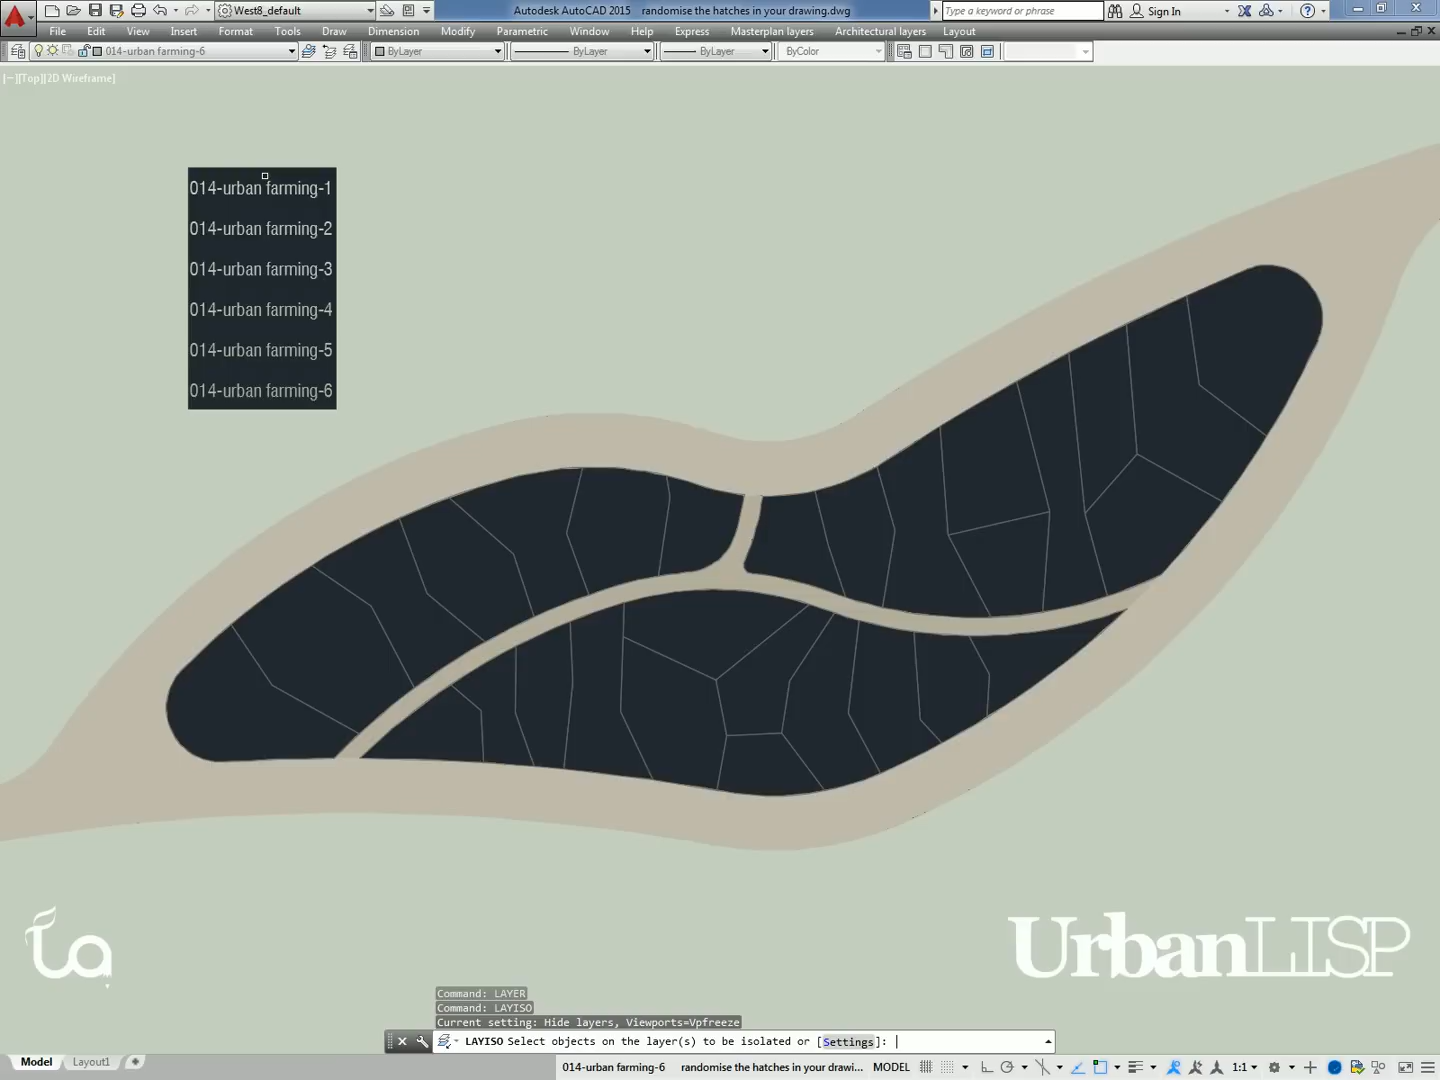 West8_default
Autodesk AutoCAD 2015 randomise the hatches in your drawing.dwg
Type a keyword or phrase
Sign In
File Edit View Insert Format Tools Draw Dimension Modify Parametric Window Help Express Masterplan layers Architectural layers Layout
014-urban farming-6
ByLayer
ByLayer
ByLayer
ByColor
[−][Top][2D Wireframe]
014-urban farming-1
014-urban farming-2
014-urban farming-3
014-urban farming-4
014-urban farming-5
014-urban farming-6
UrbanLISP
Command: LAYER
Command: LAYISO
Current setting: Hide layers, Viewports=Vpfreeze
LAYISO Select objects on the layer(s) to be isolated or [Settings]:
Model Layout1
014-urban farming-6 randomise the hatches in your drawi... MODEL 1:1